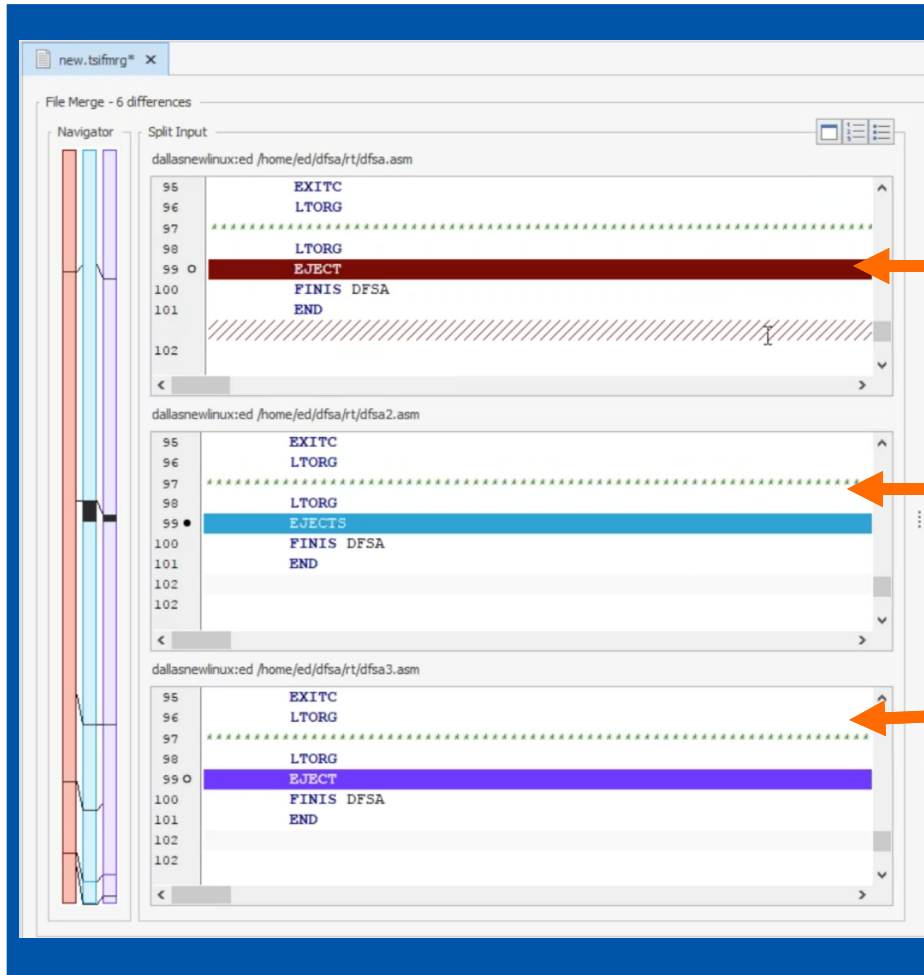 new.tsifmrg*
File Merge - 6 differences
Navigator
Split Input
dallasnewlinux:ed /home/ed/dfsa/rt/dfsa.asm
95 EXITC
96 LTORG
97 **********************************************************************
98 LTORG
99 EJECT
100 FINIS DFSA
101 END
102
dallasnewlinux:ed /home/ed/dfsa/rt/dfsa2.asm
95 EXITC
96 LTORG
97 **********************************************************************
98 LTORG
99 EJECTS
100 FINIS DFSA
101 END
102
102
dallasnewlinux:ed /home/ed/dfsa/rt/dfsa3.asm
95 EXITC
96 LTORG
97 **********************************************************************
98 LTORG
99 EJECT
100 FINIS DFSA
101 END
102
102